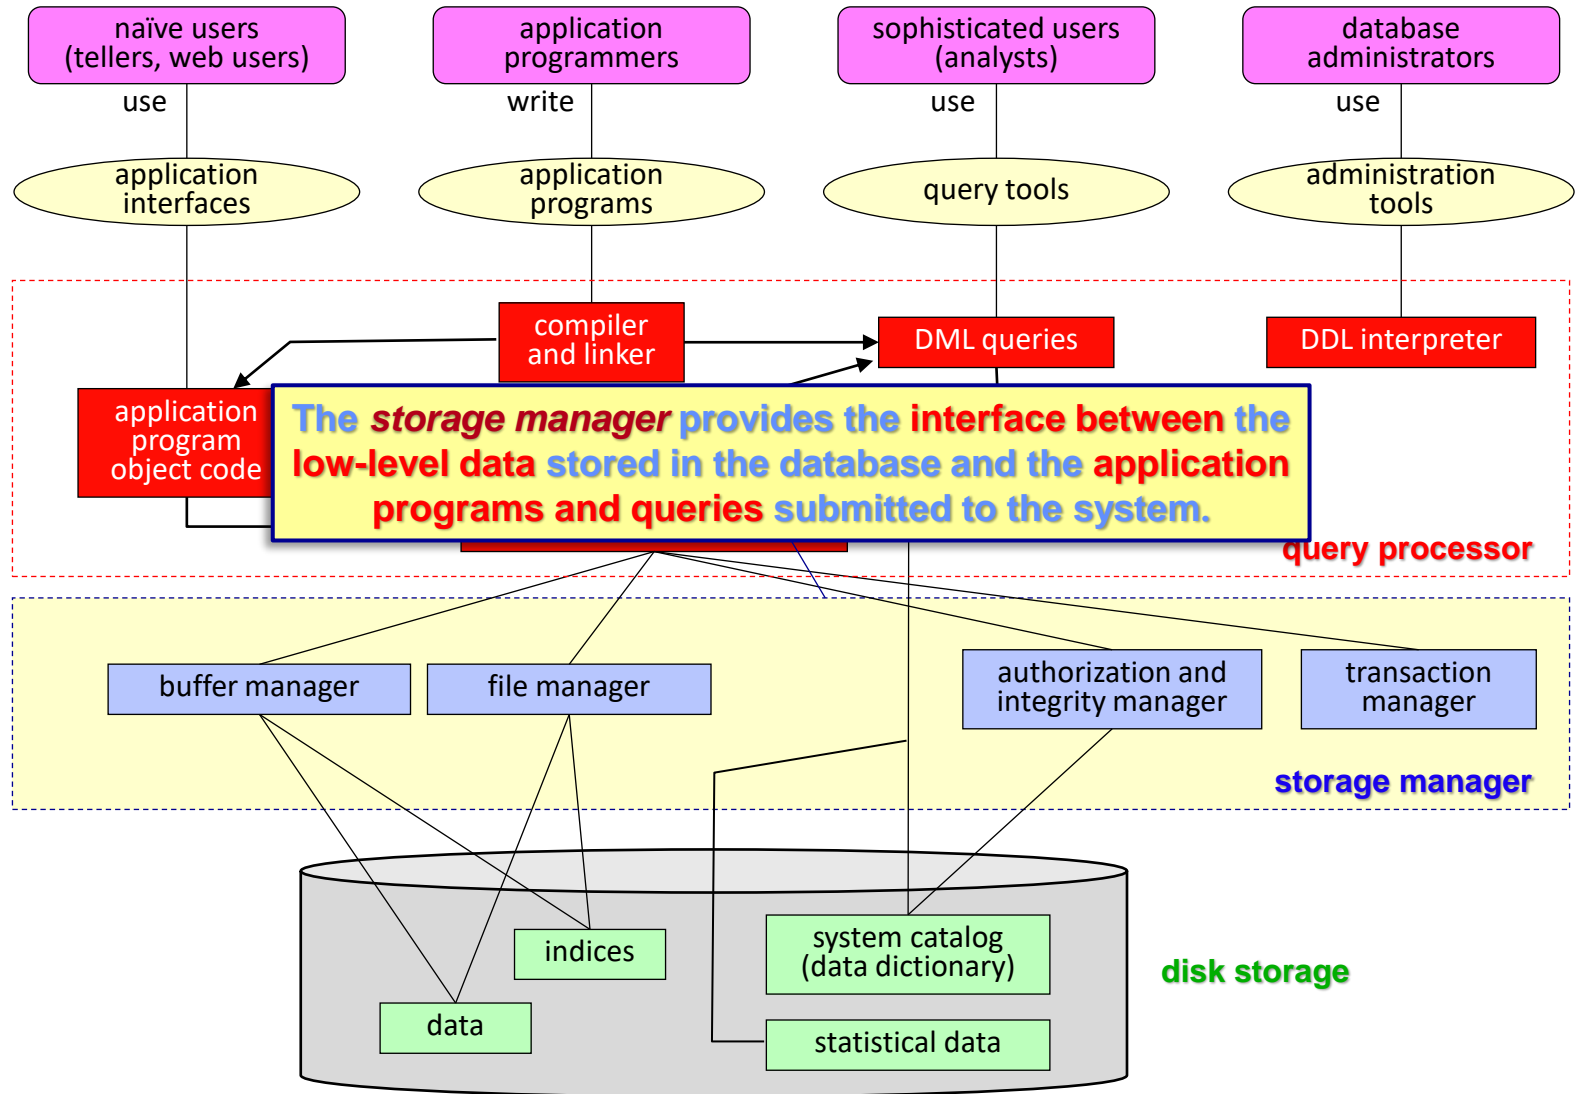 naïve users
(tellers, web users)
application
programmers
sophisticated users
(analysts)
database
administrators
use
write
use
use
application
interfaces
application
programs
query tools
administration
tools
compiler
and linker
DML queries
DDL interpreter
application
program
object code
The storage manager provides the interface between the
low-level data stored in the database and the application
programs and queries submitted to the system.
query processor
buffer manager
file manager
authorization and
integrity manager
transaction
manager
storage manager
indices
system catalog
(data dictionary)
disk storage
data
statistical data